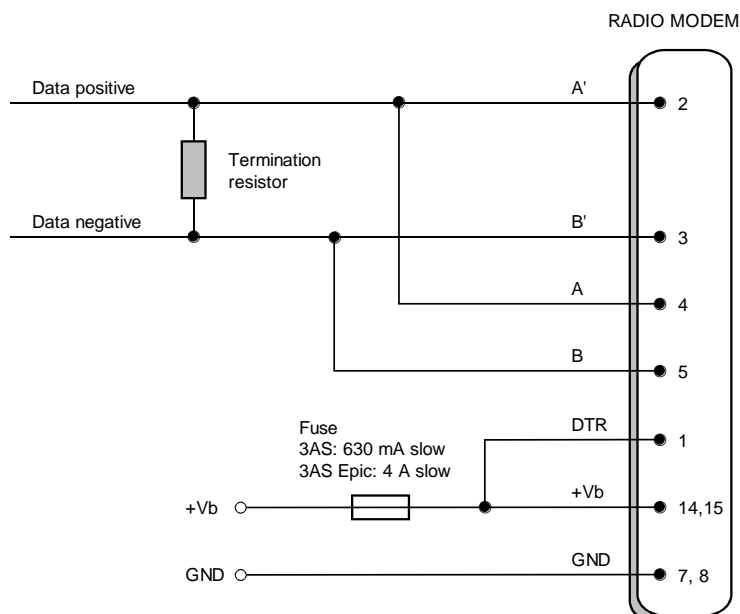 RADIO MODEM
Data positive
A'
2
Termination
resistor
Data negative
B'
3
A
4
B
5
Fuse
3AS: 630 mA slow
3AS Epic: 4 A slow
DTR
1
+Vb
+Vb
14,15
GND
GND
7, 8